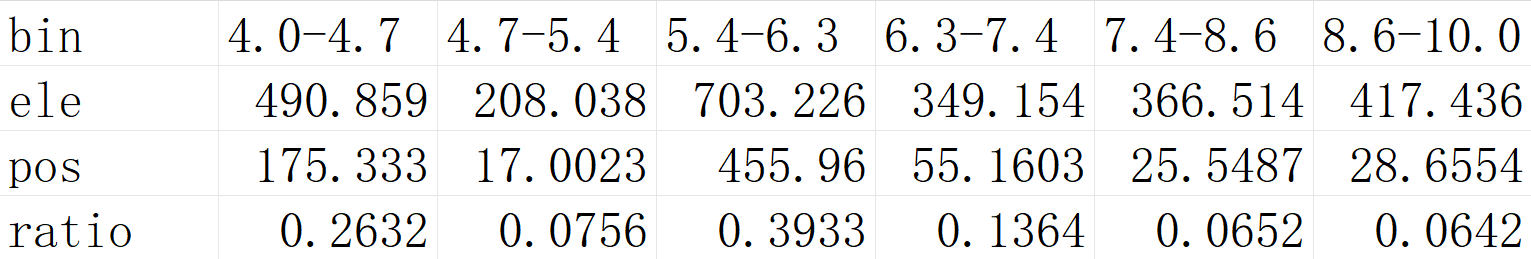 bin 4.0-4.7 4.7-5.4 5.4-6.3 6.3-7.4 7.4-8.6 8.6-10.0
ele 490.859 208.038 703.226 349.154 366.514 417.436
pos 175.333 17.0023 455.96 55.1603 25.5487 28.6554
ratio 0.2632 0.0756 0.3933 0.1364 0.0652 0.0642